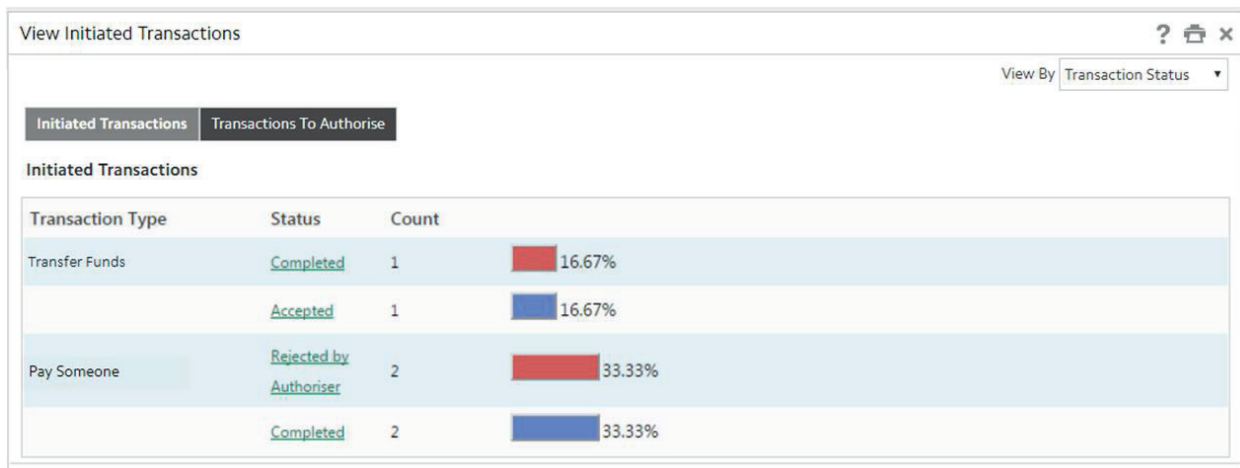 View Initiated Transactions ?
View By Transaction Status
Initiated Transactions Transactions To Authorise
Initiated Transactions
Transaction Type Status Count
Transfer Funds Completed 1 16.67%
Accepted 1 16.67%
Pay Someone Rejected by Authoriser 2 33.33%
Completed 2 33.33%